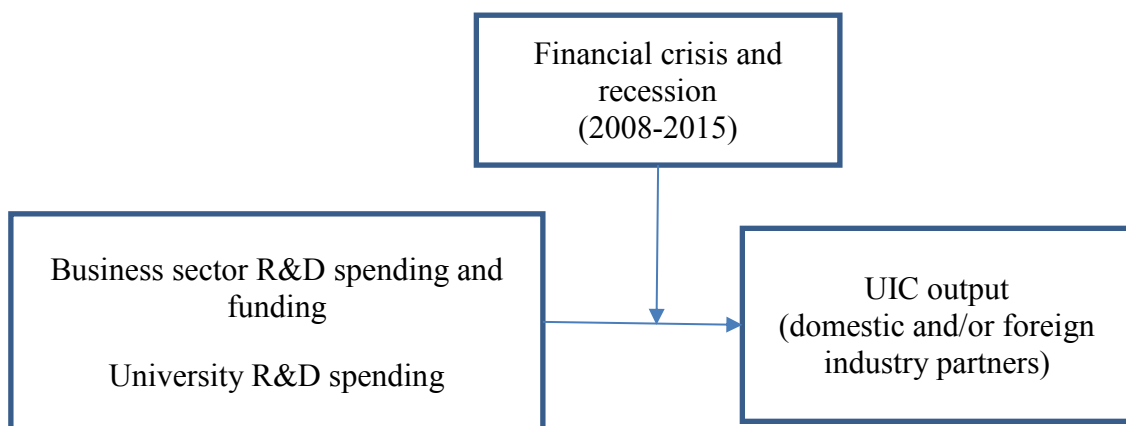 Financial crisis and
recession
(2008-2015)
Business sector R&D spending and
funding
University R&D spending
UIC output
(domestic and/or foreign
industry partners)